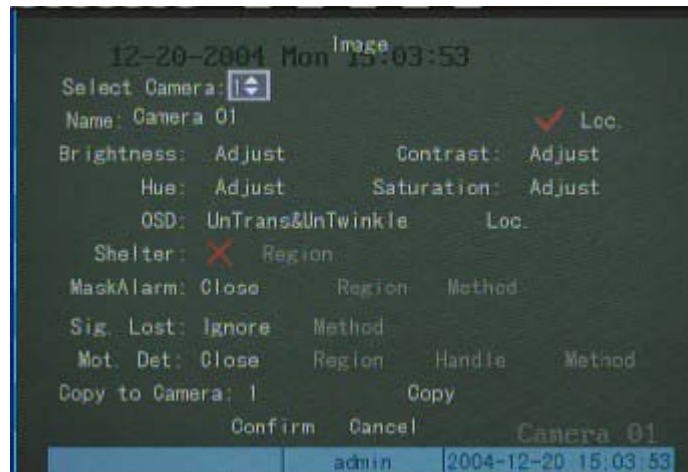 Image
12-20-2004 Mon 15:03:53
Select Camera: 1
Name: Camera 01 Loc.
Brightness: Adjust Contrast: Adjust
Hue: Adjust Saturation: Adjust
OSD: UnTrans&UnTwinkle Loc.
Shelter: Region
MaskAlarm: Close Region Method
Sig. Lost: Ignore Method
Mot. Det: Close Region Handle Method
Copy to Camera: 1 Copy
Confirm Cancel
Camera 01
admin 2004-12-20 15:03:53